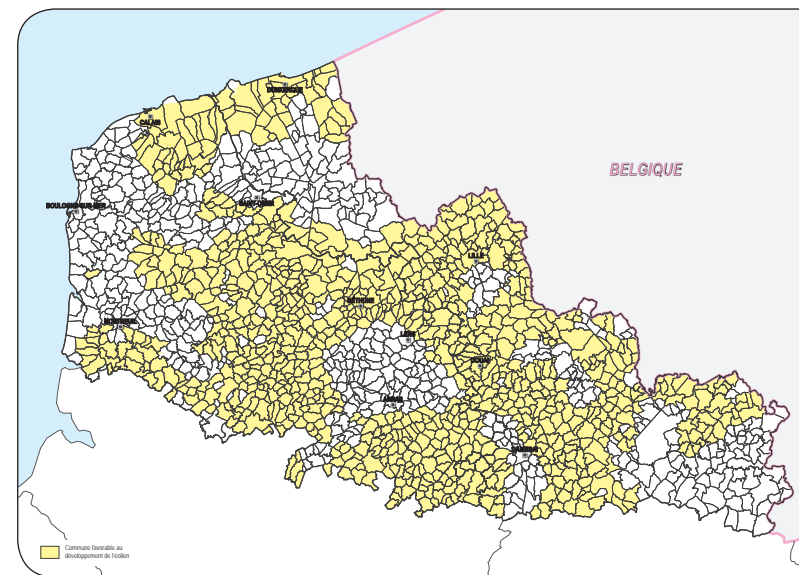 DUNKERQUE
CALAIS
BELGIQUE
SAINT-OMER
BOULOGNE-SUR-MER
LILLE
BETHUNE
MONTREUIL
LENS
DOUAI
ARRAS
CAMBRAI
Commune favorable au
développement de l'éolien